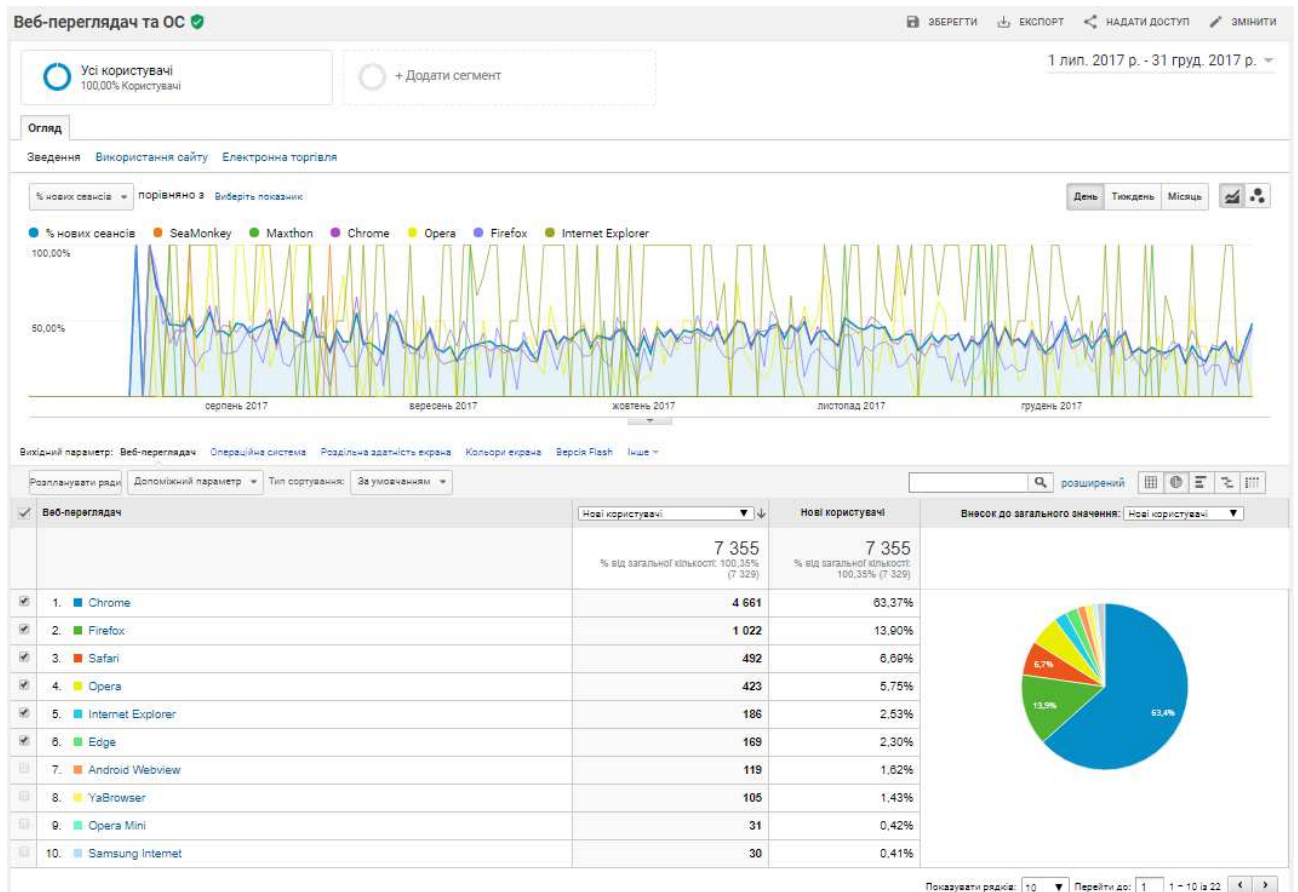 Веб-переглядач та ОС
ЗБЕРЕГТИ ЕКСПОРТ НАДАТИ ДОСТУП ЗМІНИТИ
Усі користувачі
100,00% Користувачі
+ Додати сегмент
1 лип. 2017 р. - 31 груд. 2017 р.
Огляд
Зведення Використання сайту Електронна торгівля
% нових сеансів порівняно з Виберіть показник
День Тиждень Місяць
% нових сеансів SeaMonkey Maxthon Chrome Opera Firefox Internet Explorer
100,00%
50,00%
серпень 2017 вересень 2017 жовтень 2017 листопад 2017 грудень 2017
Вихідний параметр: Веб-переглядач Операційна система Роздільна здатність екрана Кольори екрана Версія Flash Інше
Розпланувати ряди Допоміжний параметр Тип сортування: За умовчанням розширений
Веб-переглядач Нові користувачі Нові користувачі Внесок до загального значення: Нові користувачі
7 355 7 355
% від загальної кількості: 100,35% (7 329) % від загальної кількості: 100,35% (7 329)
1. Chrome 4 661 63,37%
2. Firefox 1 022 13,90%
3. Safari 492 6,69%
4. Opera 423 5,75%
5. Internet Explorer 186 2,53%
6. Edge 169 2,30%
7. Android Webview 119 1,62%
8. YaBrowser 105 1,43%
9. Opera Mini 31 0,42%
10. Samsung Internet 30 0,41%
6,7%
13,9%
63,4%
Показувати рядків: 10 Перейти до: 1 1 – 10 із 22